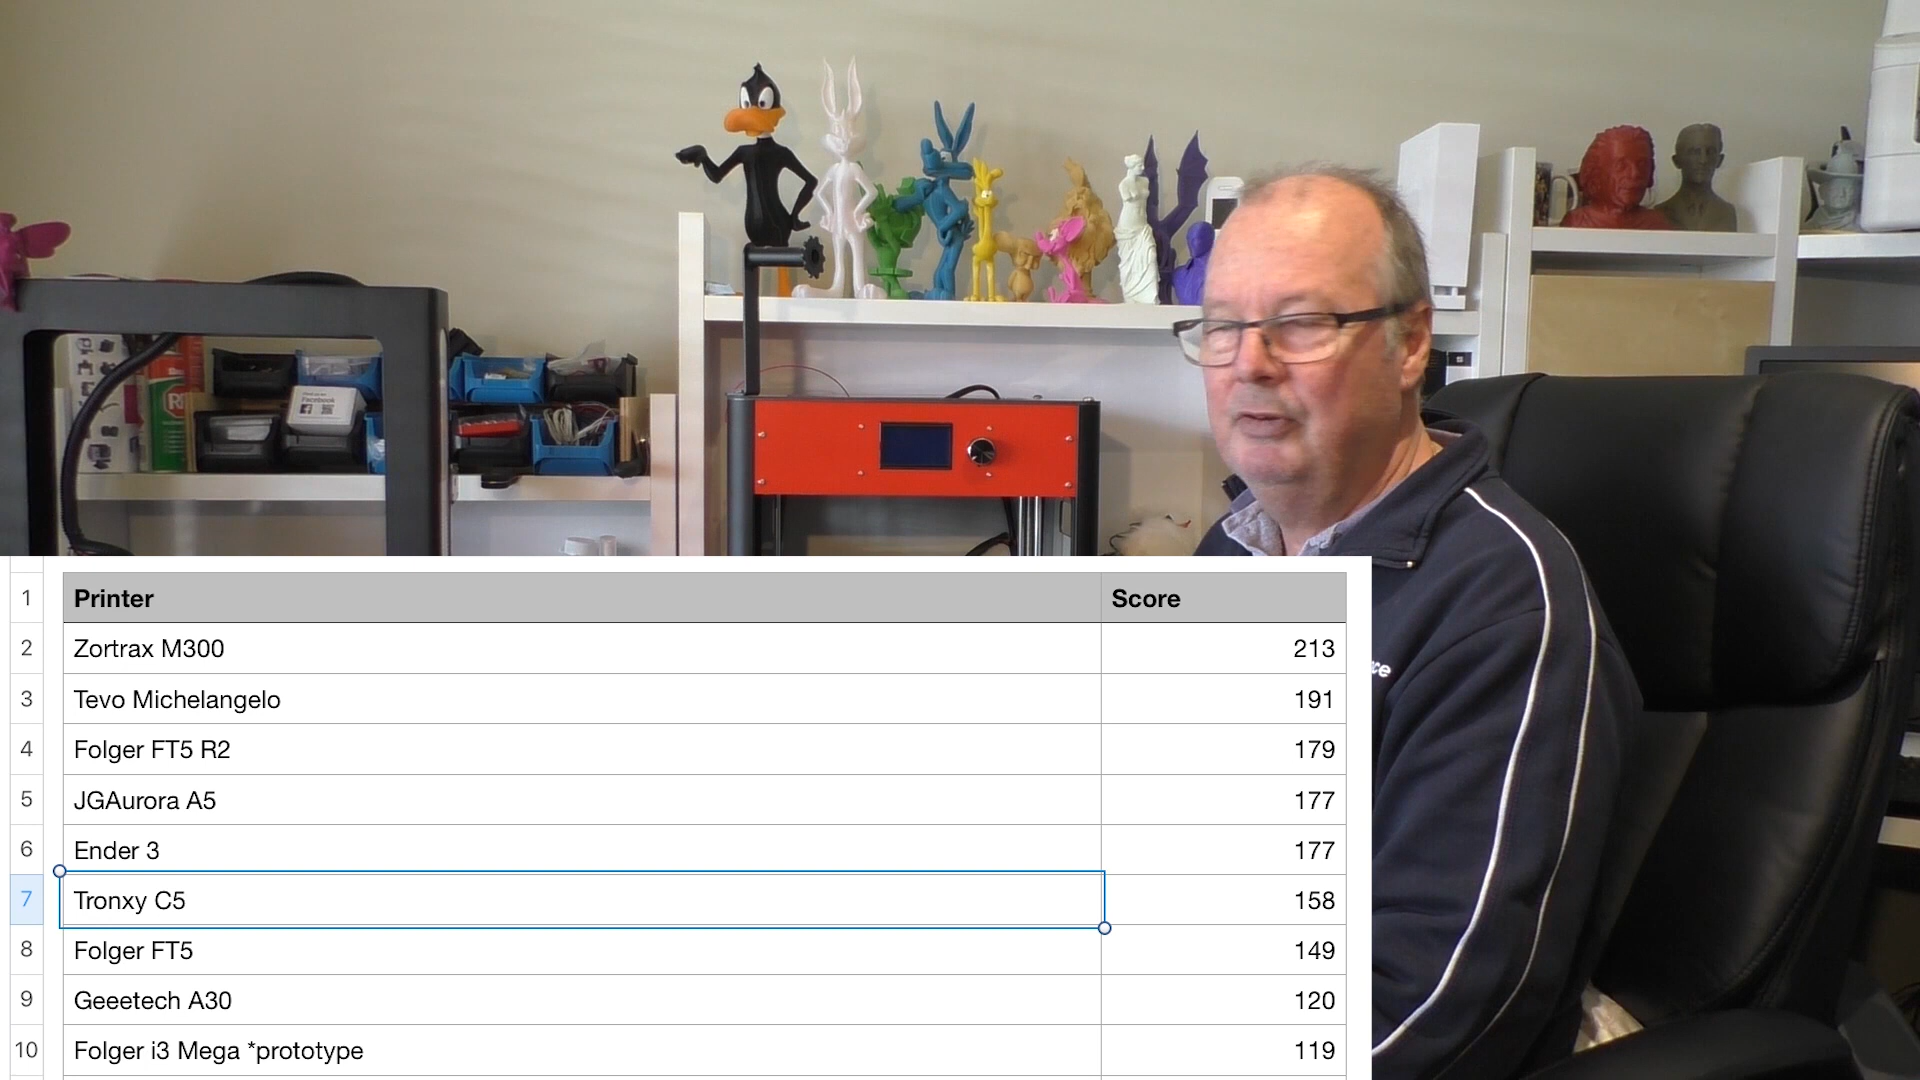 Facebook
1 Printer Score
2 Zortrax M300 213
3 Tevo Michelangelo 191
4 Folger FT5 R2 179
5 JGAurora A5 177
6 Ender 3 177
7 Tronxy C5 158
8 Folger FT5 149
9 Geeetech A30 120
10 Folger i3 Mega *prototype 119
ce